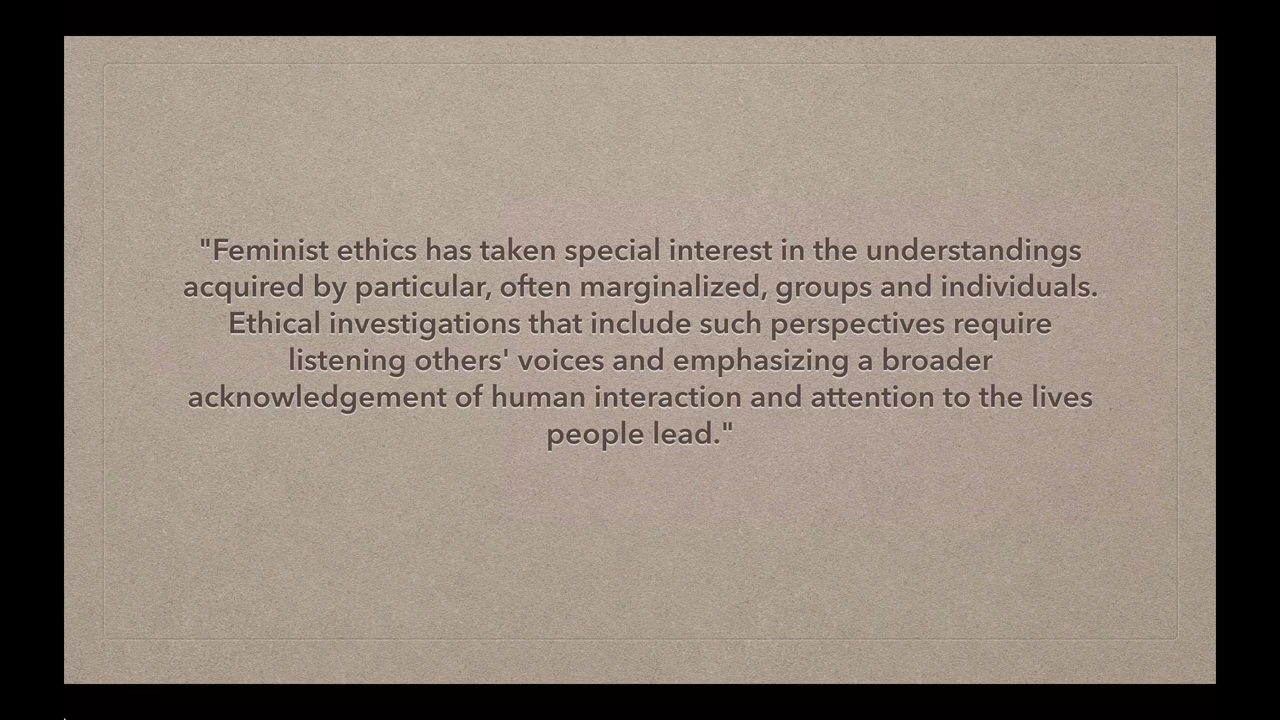 "Feminist ethics has taken special interest in the understandings
acquired by particular, often marginalized, groups and individuals.
Ethical investigations that include such perspectives require
listening others' voices and emphasizing a broader
acknowledgement of human interaction and attention to the lives
people lead."